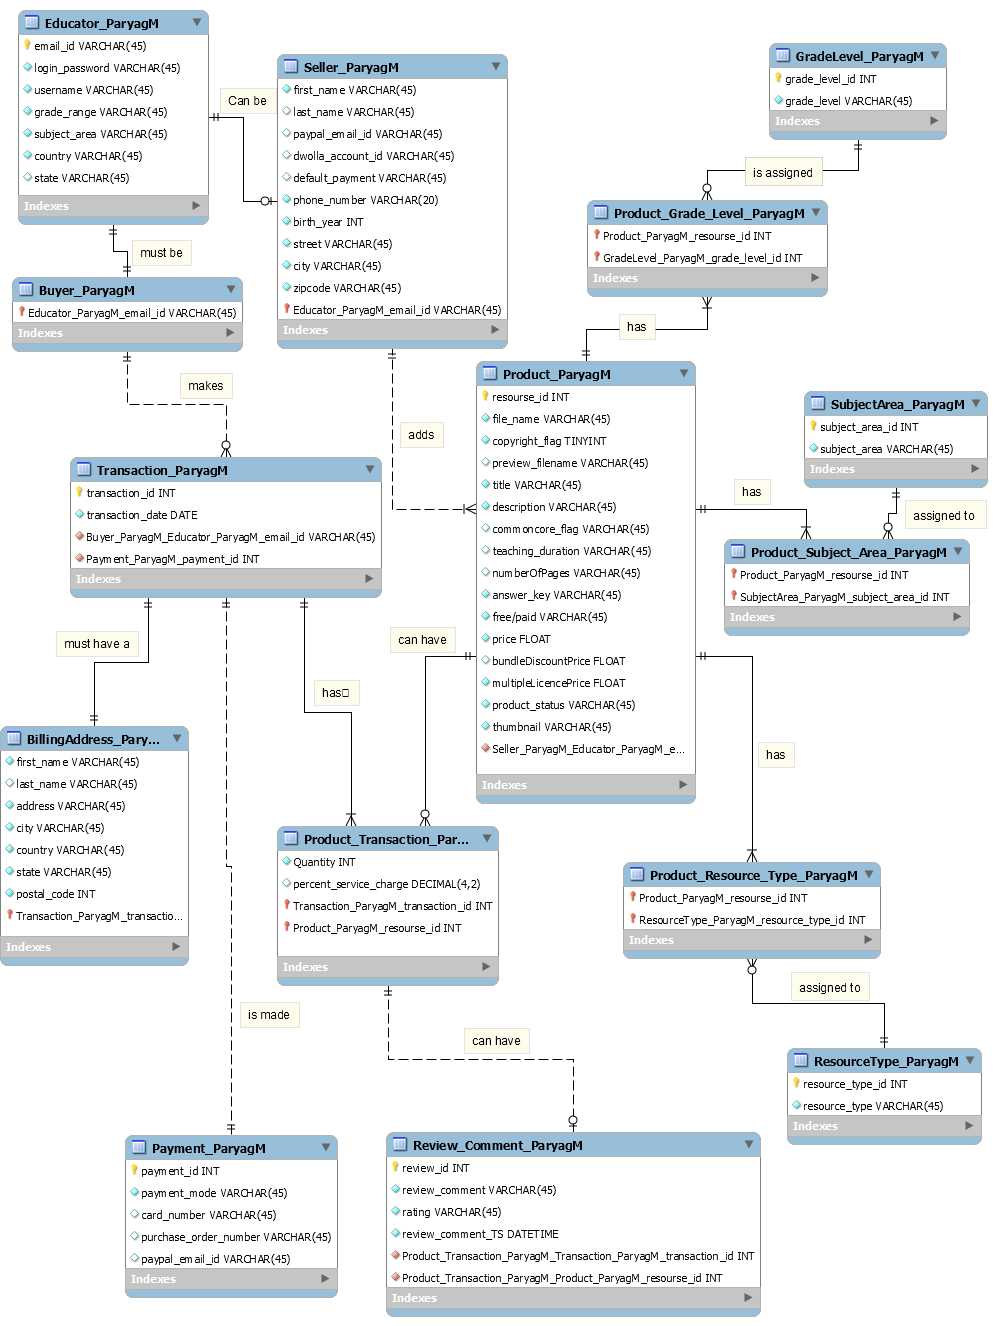 Educator_ParyagM
email_id VARCHAR(45)
login_password VARCHAR(45)
username VARCHAR(45)
grade_range VARCHAR(45)
subject_area VARCHAR(45)
country VARCHAR(45)
state VARCHAR(45)
Indexes
Can be
Seller_ParyagM
first_name VARCHAR(45)
last_name VARCHAR(45)
paypal_email_id VARCHAR(45)
dwolla_account_id VARCHAR(45)
default_payment VARCHAR(45)
phone_number VARCHAR(20)
birth_year INT
street VARCHAR(45)
city VARCHAR(45)
zipcode VARCHAR(45)
Educator_ParyagM_email_id VARCHAR(45)
Indexes
GradeLevel_ParyagM
grade_level_id INT
grade_level VARCHAR(45)
Indexes
is assigned
Product_Grade_Level_ParyagM
Product_ParyagM_resourse_id INT
GradeLevel_ParyagM_grade_level_id INT
Indexes
must be
Buyer_ParyagM
Educator_ParyagM_email_id VARCHAR(45)
Indexes
has
makes
adds
Product_ParyagM
resourse_id INT
file_name VARCHAR(45)
copyright_flag TINYINT
preview_filename VARCHAR(45)
title VARCHAR(45)
description VARCHAR(45)
commoncore_flag VARCHAR(45)
teaching_duration VARCHAR(45)
numberOfPages VARCHAR(45)
answer_key VARCHAR(45)
free/paid VARCHAR(45)
price FLOAT
bundleDiscountPrice FLOAT
multipleLicencePrice FLOAT
product_status VARCHAR(45)
thumbnail VARCHAR(45)
Seller_ParyagM_Educator_ParyagM_e...
Indexes
SubjectArea_ParyagM
subject_area_id INT
subject_area VARCHAR(45)
Indexes
has
assigned to
Product_Subject_Area_ParyagM
Product_ParyagM_resourse_id INT
SubjectArea_ParyagM_subject_area_id INT
Indexes
Transaction_ParyagM
transaction_id INT
transaction_date DATE
Buyer_ParyagM_Educator_ParyagM_email_id VARCHAR(45)
Payment_ParyagM_payment_id INT
Indexes
must have a
can have
has
has
BillingAddress_Pary...
first_name VARCHAR(45)
last_name VARCHAR(45)
address VARCHAR(45)
city VARCHAR(45)
country VARCHAR(45)
state VARCHAR(45)
postal_code INT
Transaction_ParyagM_transactio...
Indexes
Product_Transaction_Par...
Quantity INT
percent_service_charge DECIMAL(4,2)
Transaction_ParyagM_transaction_id INT
Product_ParyagM_resourse_id INT
Indexes
Product_Resource_Type_ParyagM
Product_ParyagM_resourse_id INT
ResourceType_ParyagM_resource_type_id INT
Indexes
assigned to
is made
can have
ResourceType_ParyagM
resource_type_id INT
resource_type VARCHAR(45)
Indexes
Payment_ParyagM
payment_id INT
payment_mode VARCHAR(45)
card_number VARCHAR(45)
purchase_order_number VARCHAR(45)
paypal_email_id VARCHAR(45)
Indexes
Review_Comment_ParyagM
review_id INT
review_comment VARCHAR(45)
rating VARCHAR(45)
review_comment_TS DATETIME
Product_Transaction_ParyagM_Transaction_ParyagM_transaction_id INT
Product_Transaction_ParyagM_Product_ParyagM_resourse_id INT
Indexes